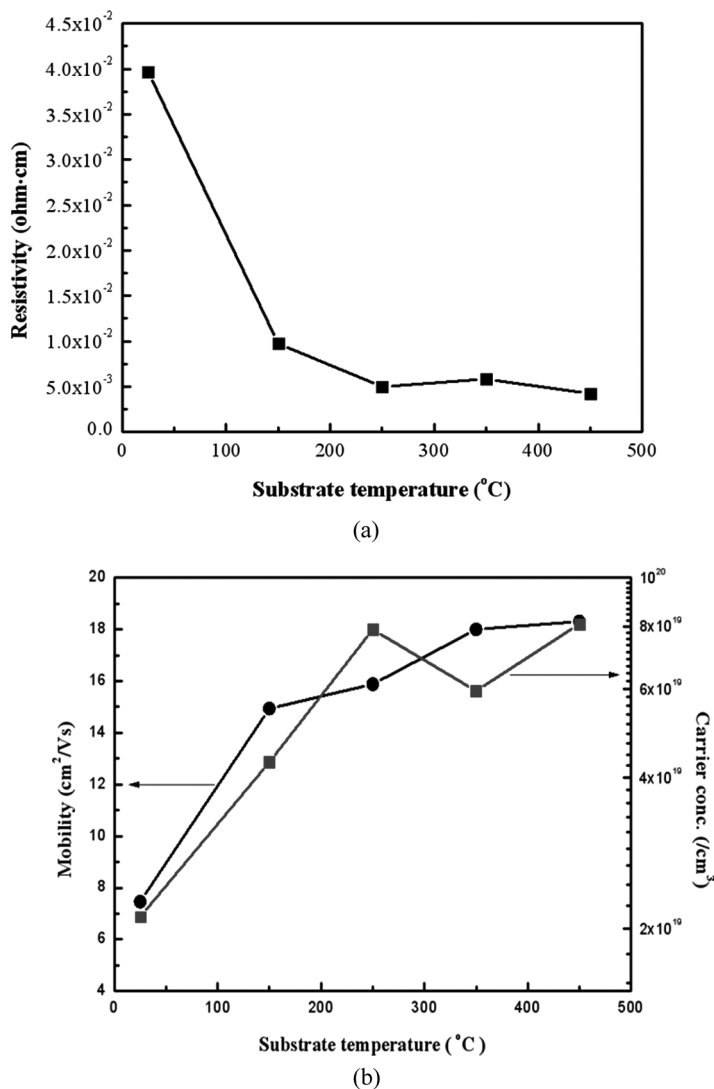 4.5x10⁻²
4.0x10⁻²
3.5x10⁻²
3.0x10⁻²
2.5x10⁻²
2.0x10⁻²
1.5x10⁻²
1.0x10⁻²
5.0x10⁻³
0.0
Resistivity (ohm·cm)
0 100 200 300 400 500
Substrate temperature (°C)
(a)
20
18
16
14
12
10
8
6
4
Mobility (cm²/Vs)
10²⁰
8x10¹⁹
6x10¹⁹
4x10¹⁹
2x10¹⁹
Carrier conc. (/cm³)
0 100 200 300 400 500
Substrate temperature (°C)
(b)